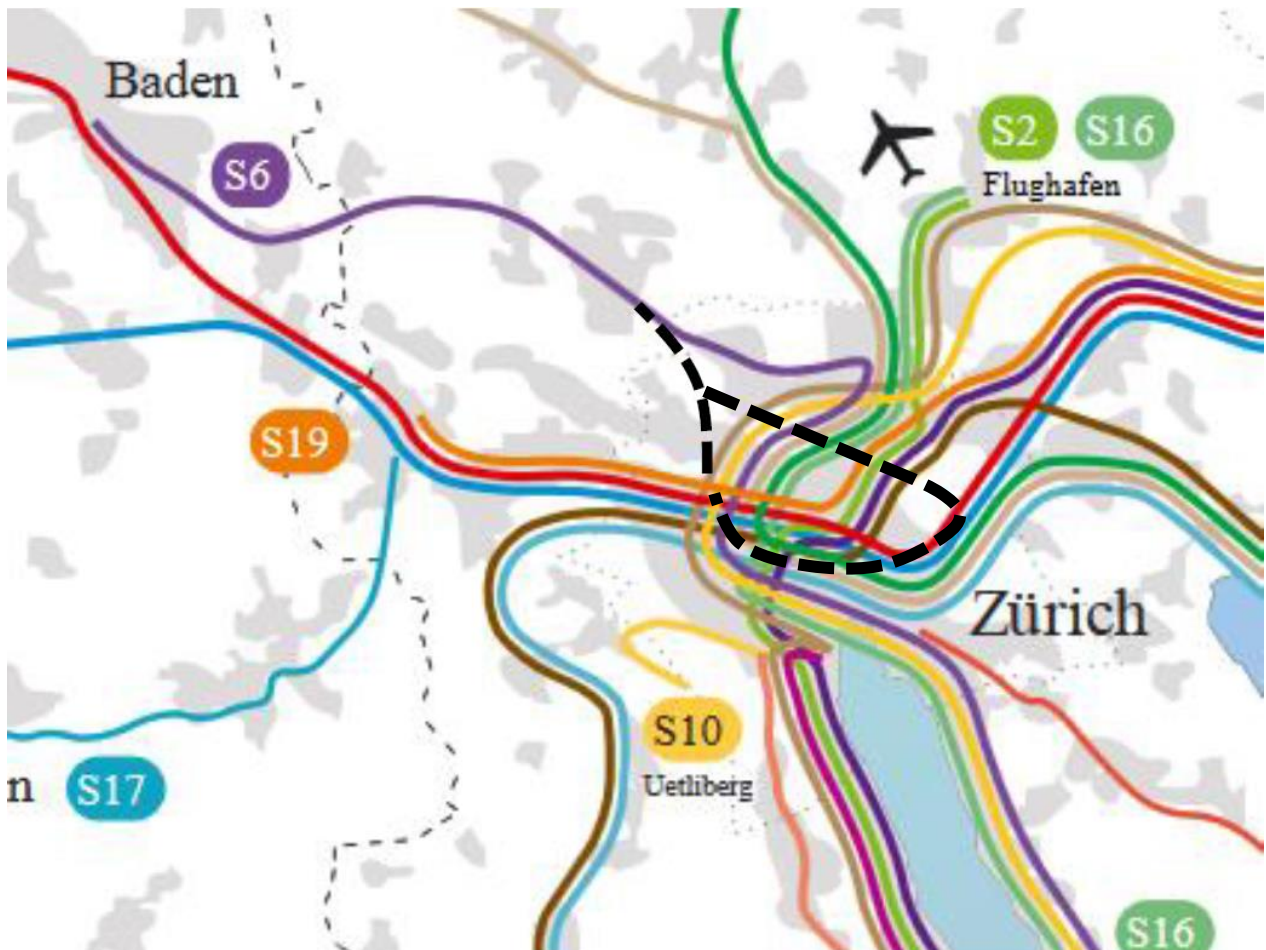 Baden
S2 S16
Flughafen
S6
S19
Zürich
S10
Uetliberg
n S17
S16